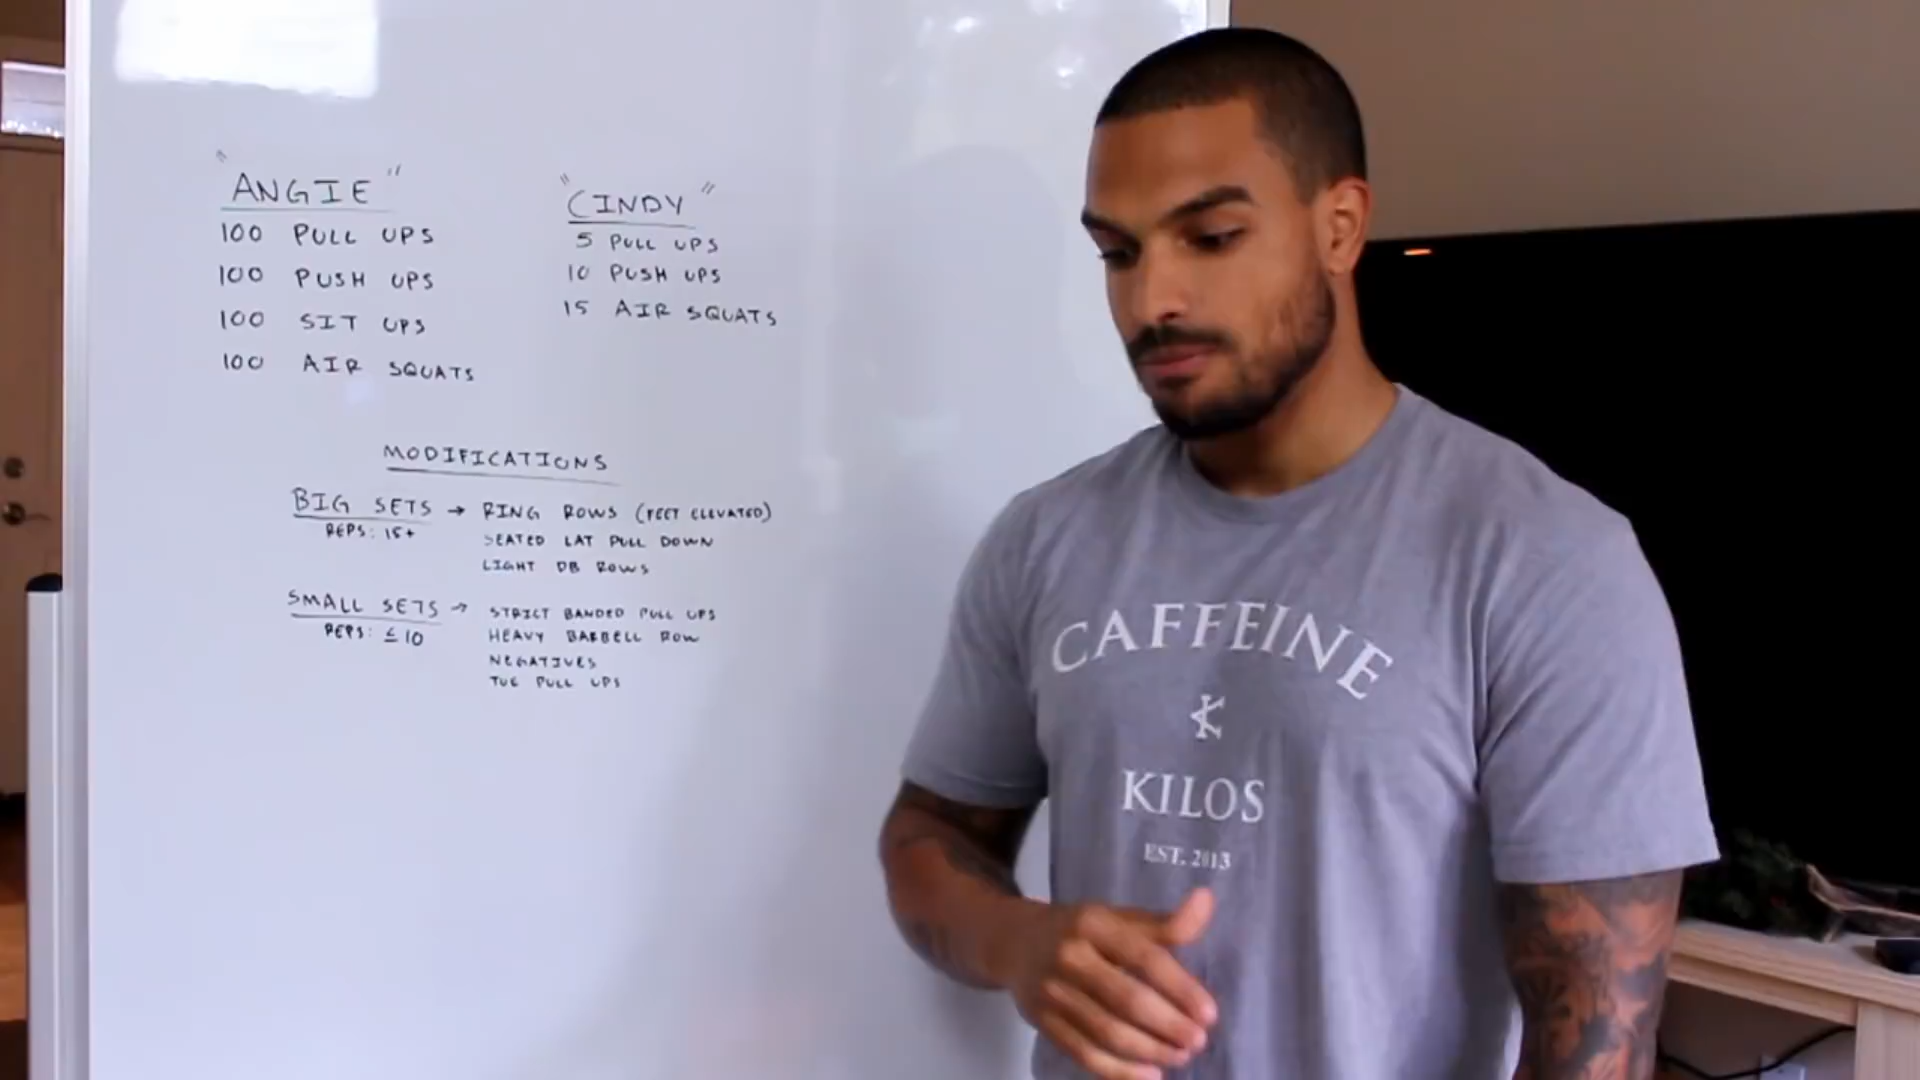 "ANGIE"
100 PULL UPS
100 PUSH UPS
100 SIT UPS
100 AIR SQUATS
"CINDY"
5 PULL UPS
10 PUSH UPS
15 AIR SQUATS
MODIFICATIONS
BIG SETS → RING ROWS (FEET ELEVATED)
REPS: 15+
SEATED LAT PULL DOWN
LIGHT DB ROWS
SMALL SETS → STRICT BANDED PULL UPS
REPS: ≤ 10
HEAVY BARBELL ROW
NEGATIVES
TOE PULL UPS
CAFFEINE
K
KILOS
EST. 2013